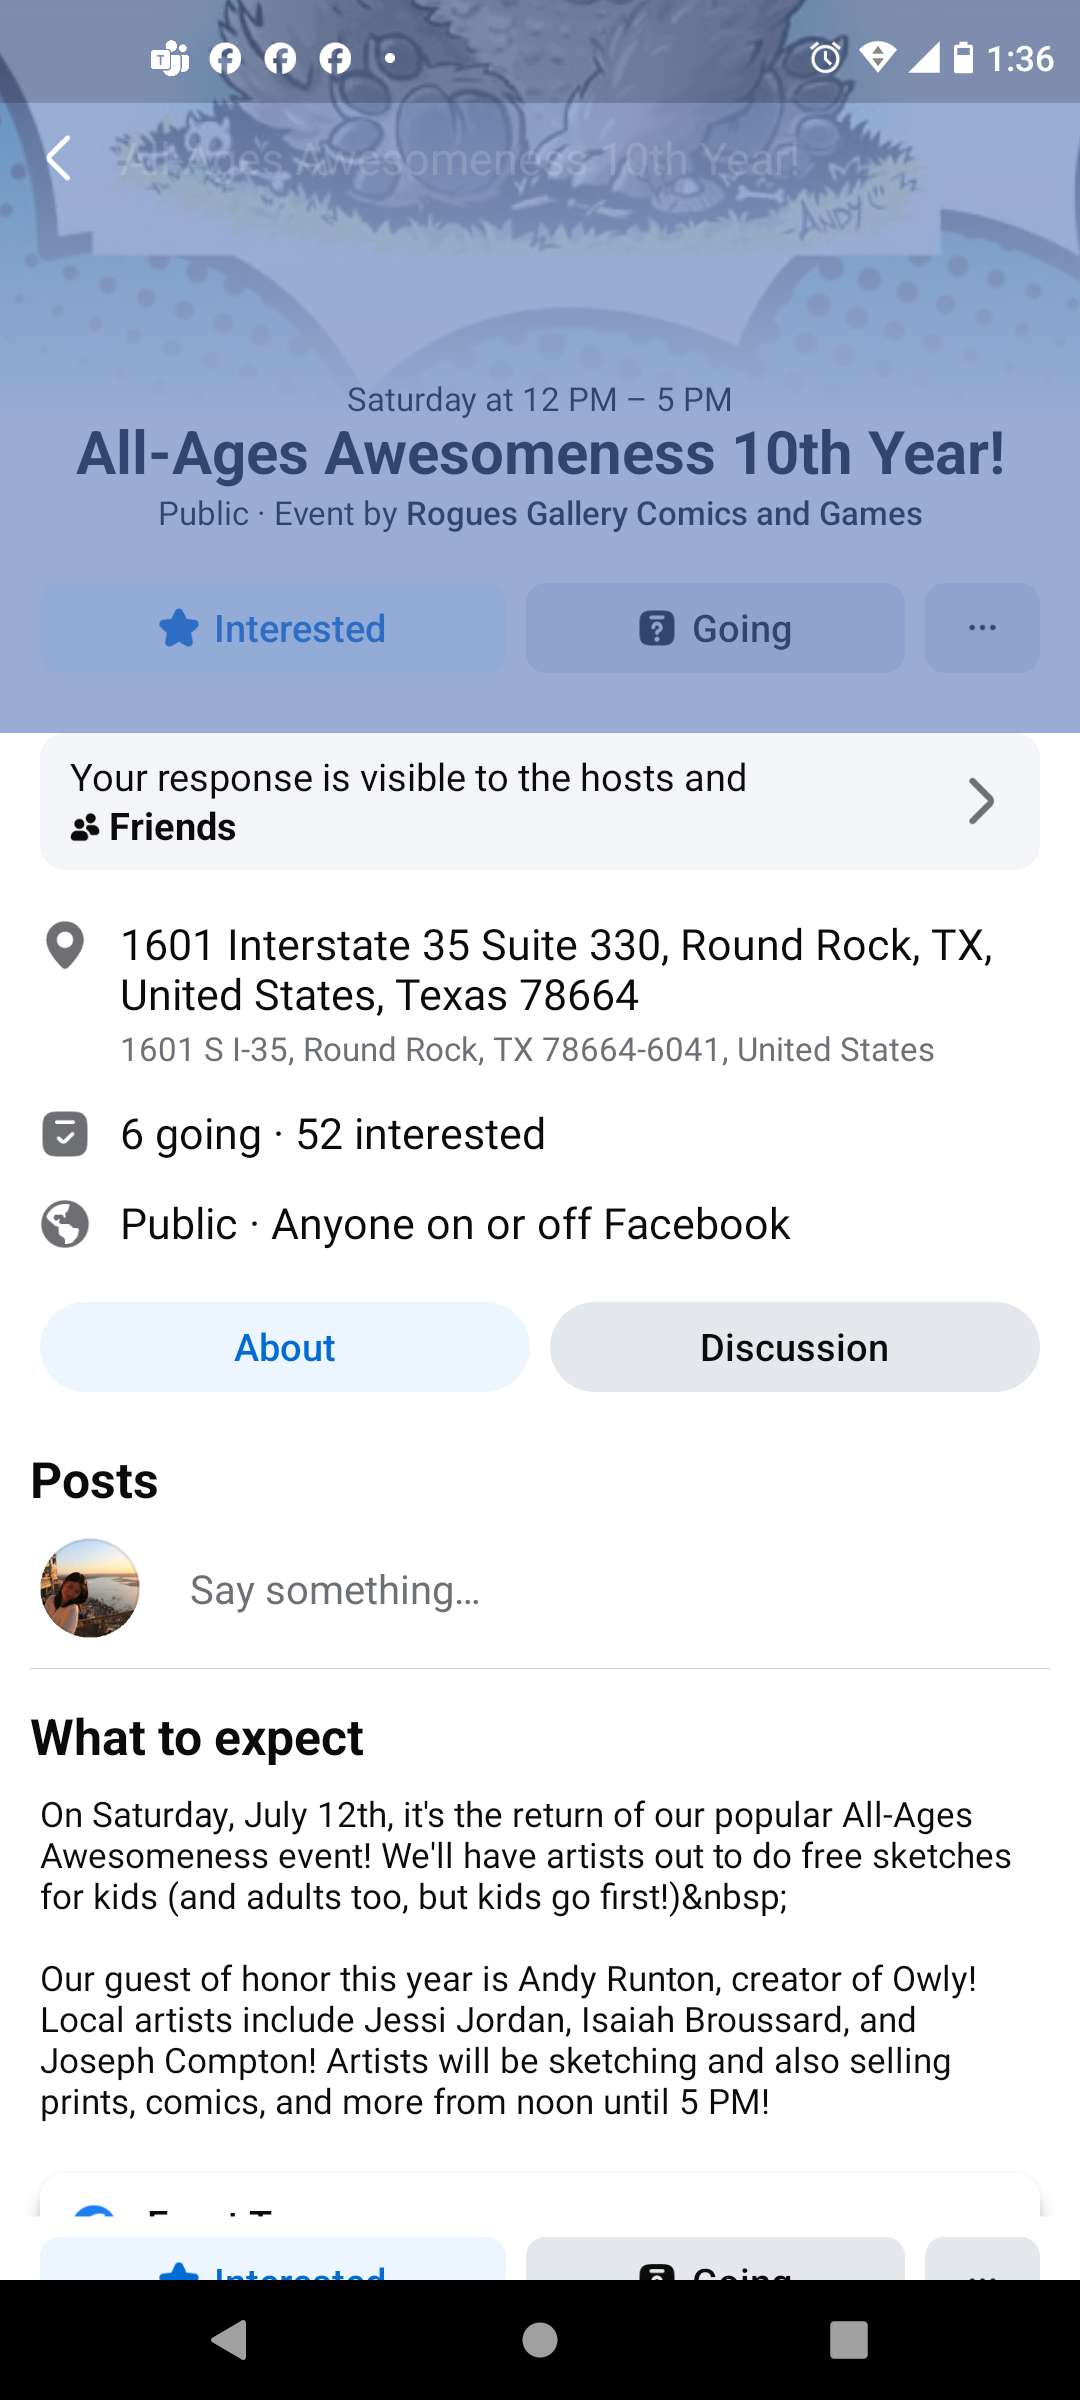 1:36
All-Ages Awesomeness 10th Year!
ANDY
Saturday at 12 PM – 5 PM
All-Ages Awesomeness 10th Year!
Public · Event by Rogues Gallery Comics and Games
Interested
Going
Your response is visible to the hosts and
Friends
1601 Interstate 35 Suite 330, Round Rock, TX,
United States, Texas 78664
1601 S I-35, Round Rock, TX 78664-6041, United States
6 going · 52 interested
Public · Anyone on or off Facebook
About
Discussion
Posts
Say something...
What to expect
On Saturday, July 12th, it's the return of our popular All-Ages
Awesomeness event! We'll have artists out to do free sketches
for kids (and adults too, but kids go first!)&nbsp;
Our guest of honor this year is Andy Runton, creator of Owly!
Local artists include Jessi Jordan, Isaiah Broussard, and
Joseph Compton! Artists will be sketching and also selling
prints, comics, and more from noon until 5 PM!
Interested
Going